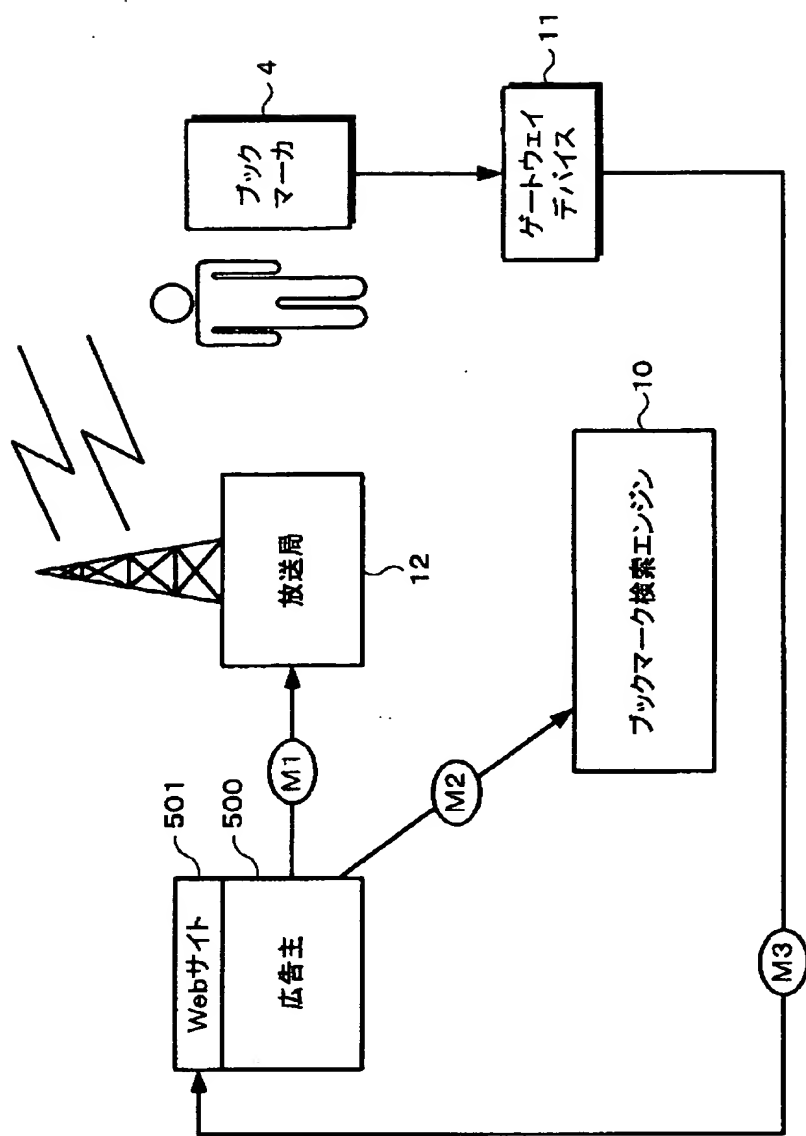 Webサイト
501
広告主
500
M1
放送局
12
M2
ブックマーク検索エンジン
10
ブック
マーカ
4
ゲートウェイ
デバイス
11
M3